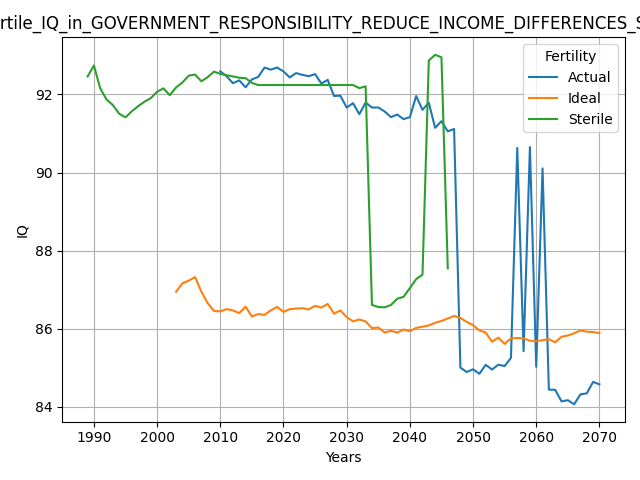 rtile_IQ_in_GOVERNMENT_RESPONSIBILITY_REDUCE_INCOME_DIFFERENCES_S
Fertility
Actual
Ideal
Sterile
92
90
88
86
84
IQ
1990
2000
2010
2020
2030
2040
2050
2060
2070
Years